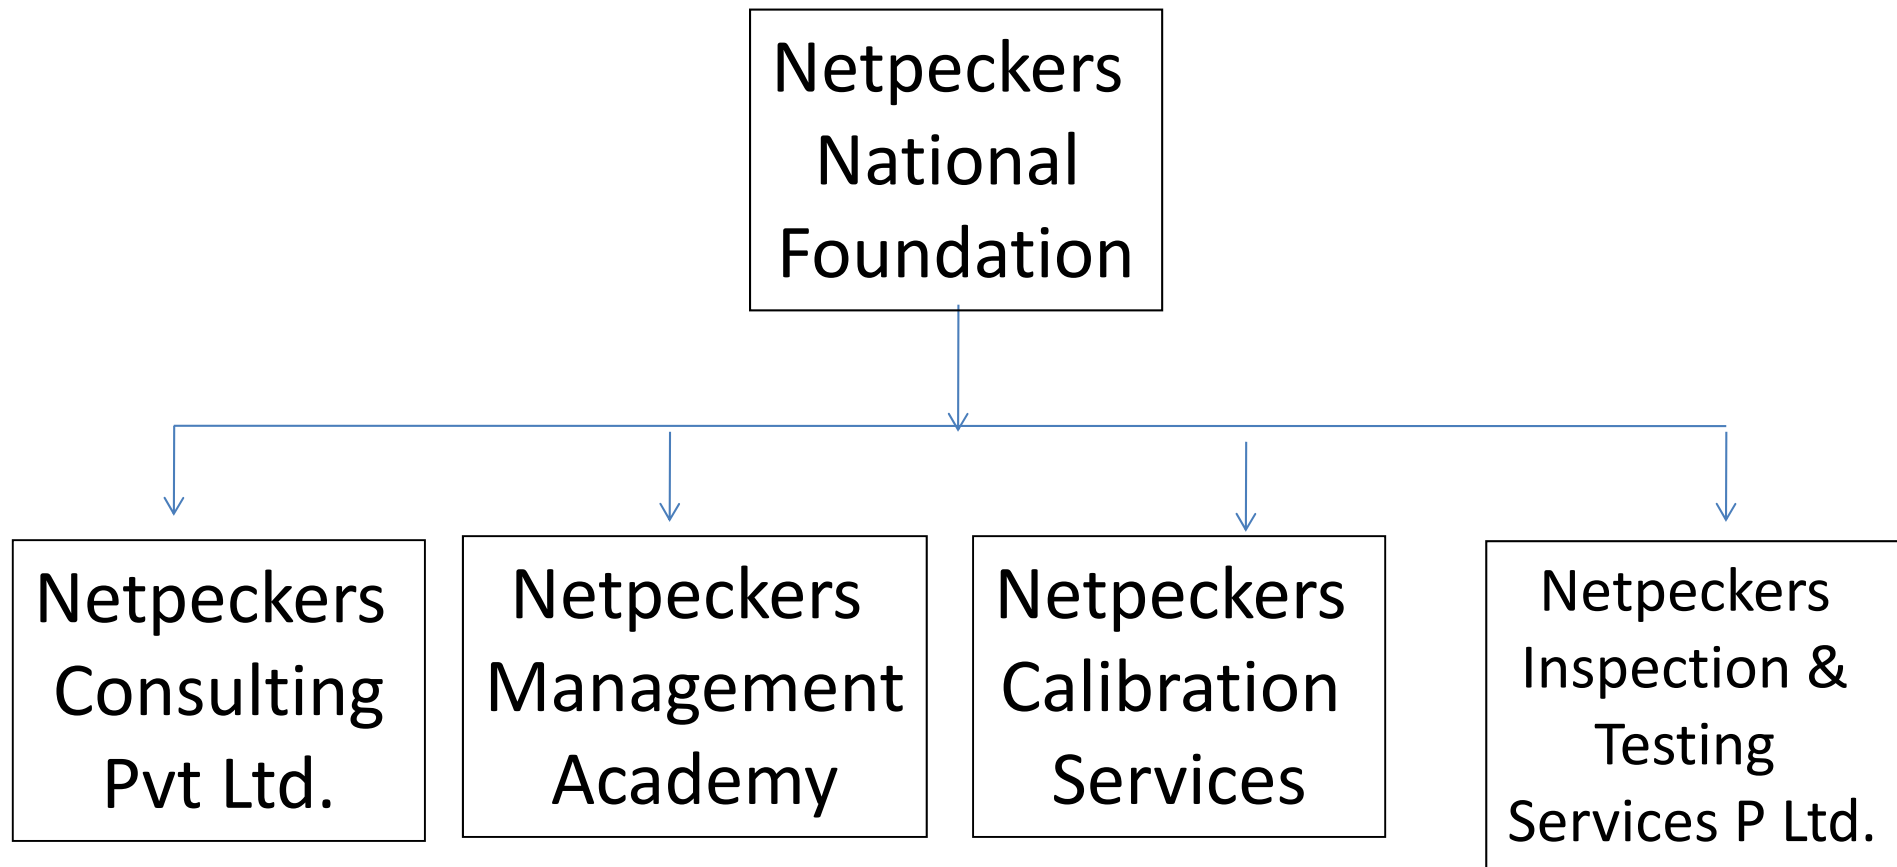 Netpeckers
National
Foundation
Netpeckers
Consulting
Pvt Ltd.
Netpeckers
Management
Academy
Netpeckers
Calibration
Services
Netpeckers
Inspection &
Testing
Services P Ltd.